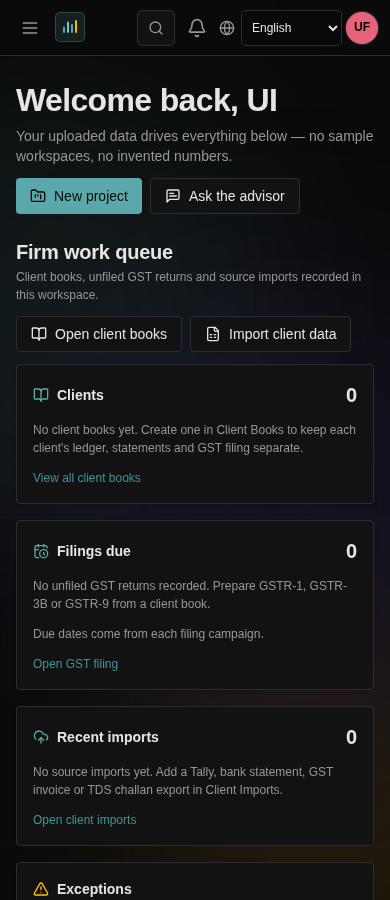 English
UF
Welcome back, UI
Your uploaded data drives everything below — no sample
workspaces, no invented numbers.
New project
Ask the advisor
Firm work queue
Client books, unfiled GST returns and source imports recorded in
this workspace.
Open client books
Import client data
Clients
0
No client books yet. Create one in Client Books to keep each
client's ledger, statements and GST filing separate.
View all client books
Filings due
0
No unfiled GST returns recorded. Prepare GSTR-1, GSTR-
3B or GSTR-9 from a client book.
Due dates come from each filing campaign.
Open GST filing
Recent imports
0
No source imports yet. Add a Tally, bank statement, GST
invoice or TDS challan export in Client Imports.
Open client imports
Exceptions